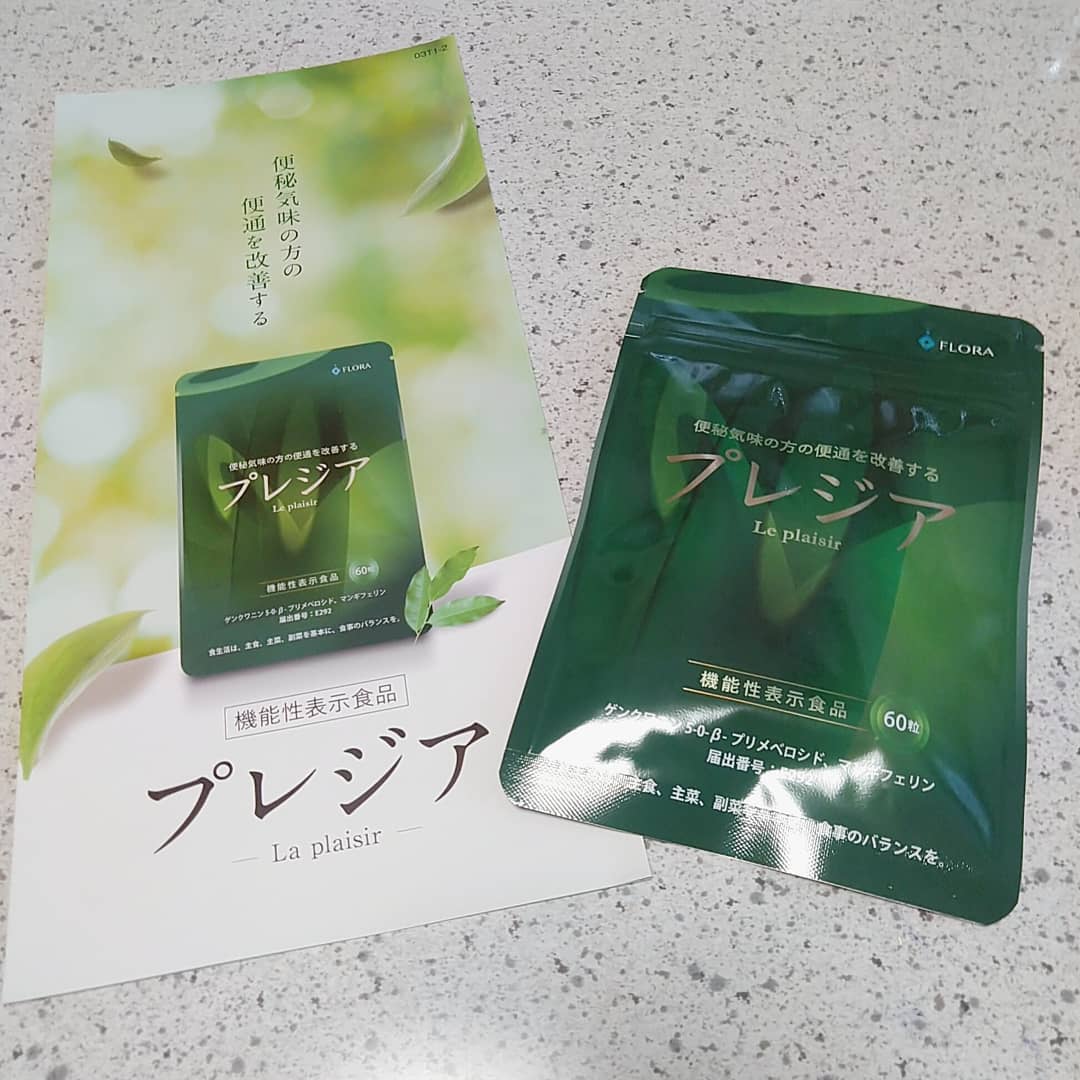 03T1-2
便秘気味の方の
便通を改善する
FLORA
便秘気味の方の便通を改善する
プレジア
Le plaisir
機能性表示食品
60粒
ゲンクワニン5-0-β-プリメベロシド、マンギフェリン
届出番号:E292
食生活は、主食、主菜、副菜を基本に、食事のバランスを。
機能性表示食品
プレジア
La plaisir
FLORA
便秘気味の方の便通を改善する
プレジア
Le plaisir
機能性表示食品
60粒
ゲンクワニン 5-0-β-プリメベロシド、マンギフェリン
届出番号:
主食、主菜、副菜 食事のバランスを。